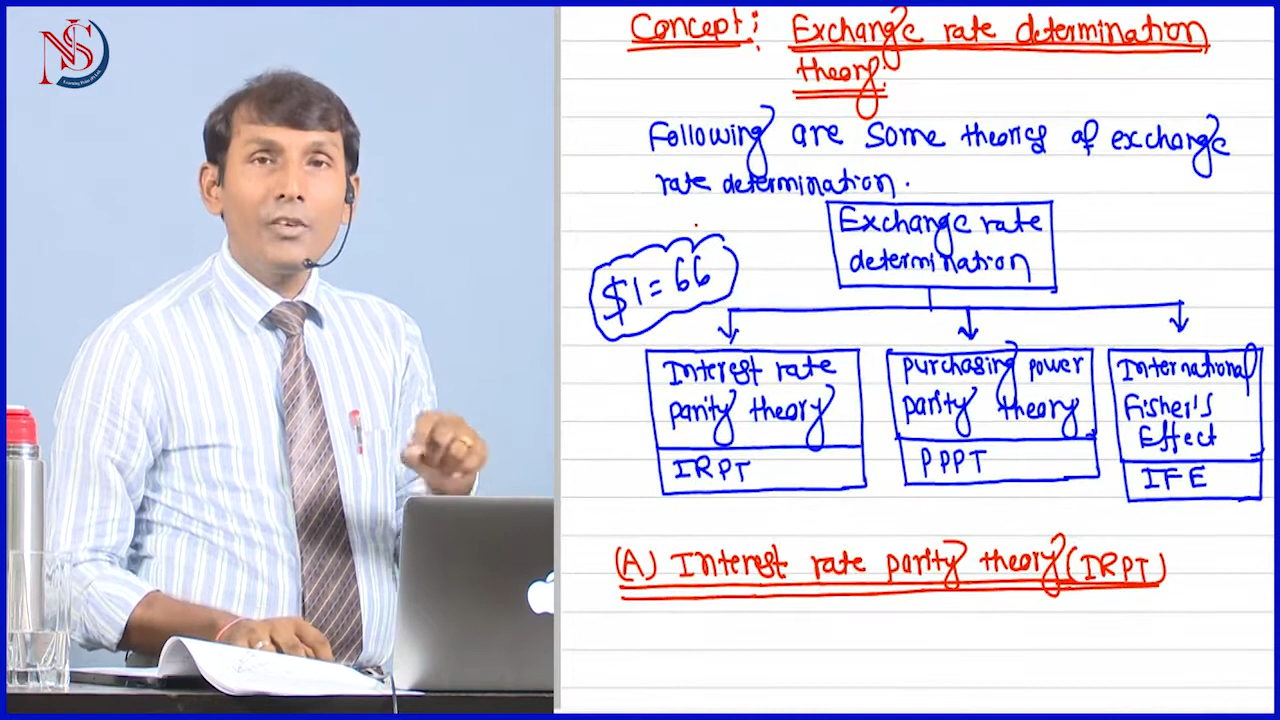 NSI
Concept: Exchange rate determination
theory:
Following are some theories of exchange
rate determination.
Exchange rate
determination
$1 = 66
Interest rate
parity theory
IRPT
purchasing power
parity theory
PPPT
International
Fisher's
Effect
IFE
(A) Interest rate parity theory (IRPT)